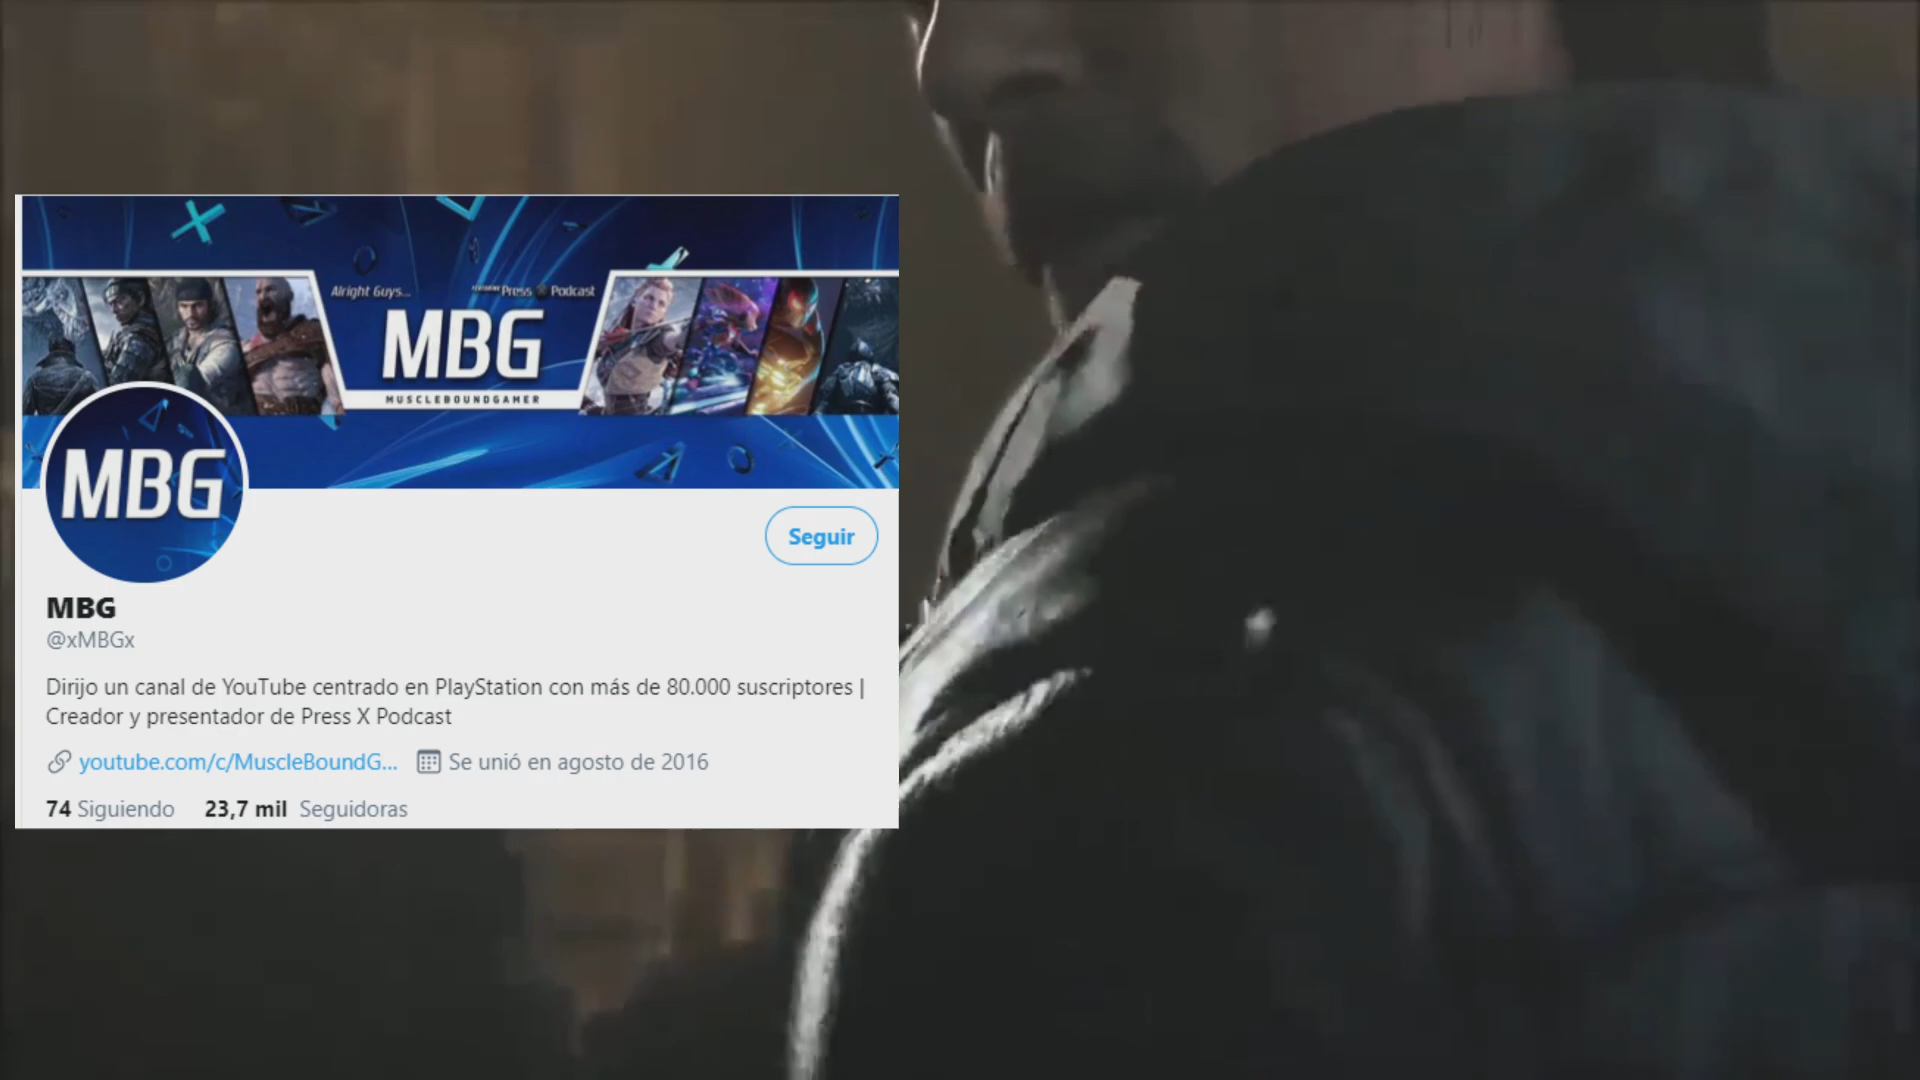 Alright Guys...
Press X Podcast
MBG
MUSCLEBOUNDGAMER
MBG
Seguir
MBG
@xMBGx
Dirijo un canal de YouTube centrado en PlayStation con más de 80.000 suscriptores |
Creador y presentador de Press X Podcast
youtube.com/c/MuscleBoundG... Se unió en agosto de 2016
74 Siguiendo 23,7 mil Seguidoras